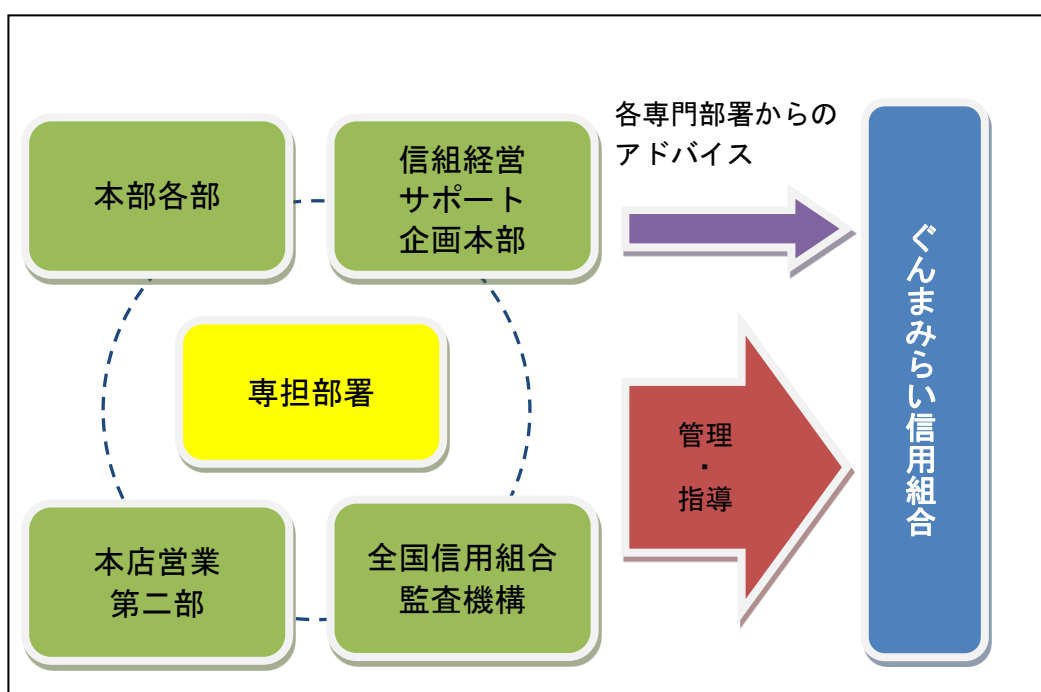 本部各部
信組経営
サポート
企画本部
各専門部署からの
アドバイス
専担部署
本店営業
第二部
全国信用組合
監査機構
管理
・
指導
ぐんまみらい信用組合